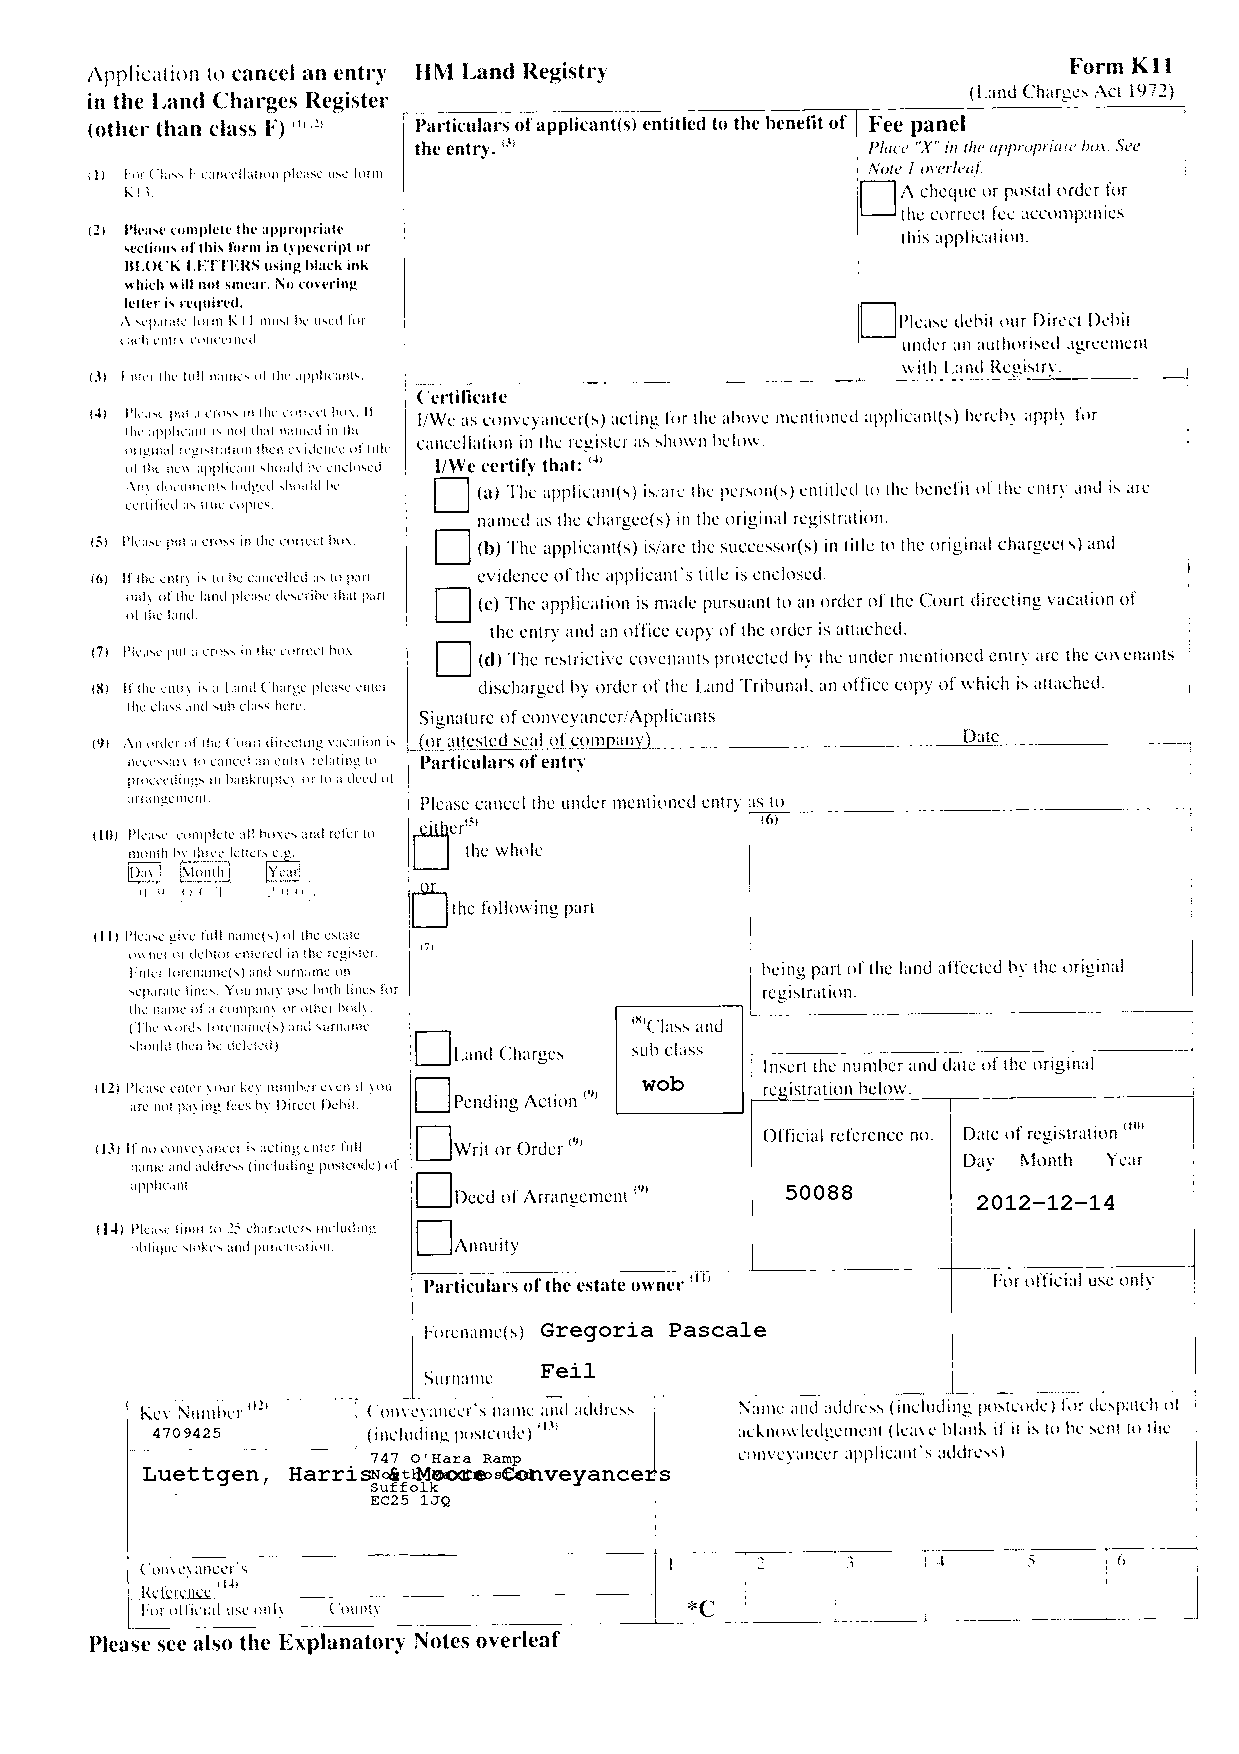 Application to cancel an entry
in the Land Charges Register
(other than class F) (1) (2)
HM Land Registry
Form K11
(Land Charges Act 1972)
(1) For Class F cancellation please use form
K13.
(2) Please complete the appropriate
sections of this form in typescript or
BLOCK LETTERS using black ink
which will not smear. No covering
letter is required.
A separate form K11 must be used for
each entry concerned
(3) Enter the full names of the applicants.
(4) Please put a cross in the correct box. If
the applicant is not that named in the
original registration then evidence of title
of the new applicant should be enclosed
Any documents lodged should be
certified as true copies.
(5) Please put a cross in the correct box.
(6) If the entry is to be cancelled as to part
only of the land please describe that part
of the land.
(7) Please put a cross in the correct box
(8) If the entry is a Land Charge please enter
the class and sub class here.
(9) An order of the Court directing vacation is
necessary to cancel an entry relating to
proceedings in bankruptcy or to a deed of
arrangement.
(10) Please complete all boxes and refer to
month by three letters e.g.
Day Month Year
(11) Please give full name(s) of the estate
owner or debtor entered in the register.
Enter forename(s) and surname on
separate lines. You may use both lines for
the name of a company or other body.
(The words forename(s) and surname
should then be deleted)
(12) Please enter your key number even if you
are not paying fees by Direct Debit.
(13) If no conveyancer is acting enter full
name and address (including postcode) of
applicant
(14) Please limit to 25 characters including
oblique stokes and punctuation.
Particulars of applicant(s) entitled to the benefit of
the entry. (3)
Fee panel
Place "X" in the appropriate box. See
Note 1 overleaf.
A cheque or postal order for
the correct fee accompanies
this application.
Please debit our Direct Debit
under an authorised agreement
with Land Registry.
Certificate
I/We as conveyancer(s) acting for the above mentioned applicant(s) hereby apply for
cancellation in the register as shown below.
I/We certify that: (4)
(a) The applicant(s) is/are the person(s) entitled to the benefit of the entry and is are
named as the chargee(s) in the original registration.
(b) The applicant(s) is/are the successor(s) in title to the original chargee(s) and
evidence of the applicant's title is enclosed.
(c) The application is made pursuant to an order of the Court directing vacation of
the entry and an office copy of the order is attached.
(d) The restrictive covenants protected by the under mentioned entry are the covenants
discharged by order of the Land Tribunal, an office copy of which is attached.
Signature of conveyancer/Applicants
(or attested seal of company) Date
Particulars of entry
Please cancel the under mentioned entry as to
either (5)
(6)
the whole
or
the following part
(7)
being part of the land affected by the original
registration.
Land Charges
Pending Action (9)
Writ or Order (9)
Deed of Arrangement (9)
Annuity
(8) Class and
sub class
wob
Insert the number and date of the original
registration below.
Official reference no.
50088
Date of registration (10)
Day Month Year
2012-12-14
Particulars of the estate owner (11)
For official use only
Forename(s) Gregoria Pascale
Surname Feil
Key Number (12)
4709425
Conveyancer's name and address
(including postcode) (13)
747 O'Hara Ramp
Luettgen, Harris & Moore Conveyancers
Suffolk
EC25 1JQ
Name and address (including postcode) for despatch of
acknowledgement (leave blank if it is to be sent to the
conveyancer applicant's address)
Conveyancer's
Reference (14)
For official use only County
1 2 3 4 5 6
*C
Please see also the Explanatory Notes overleaf